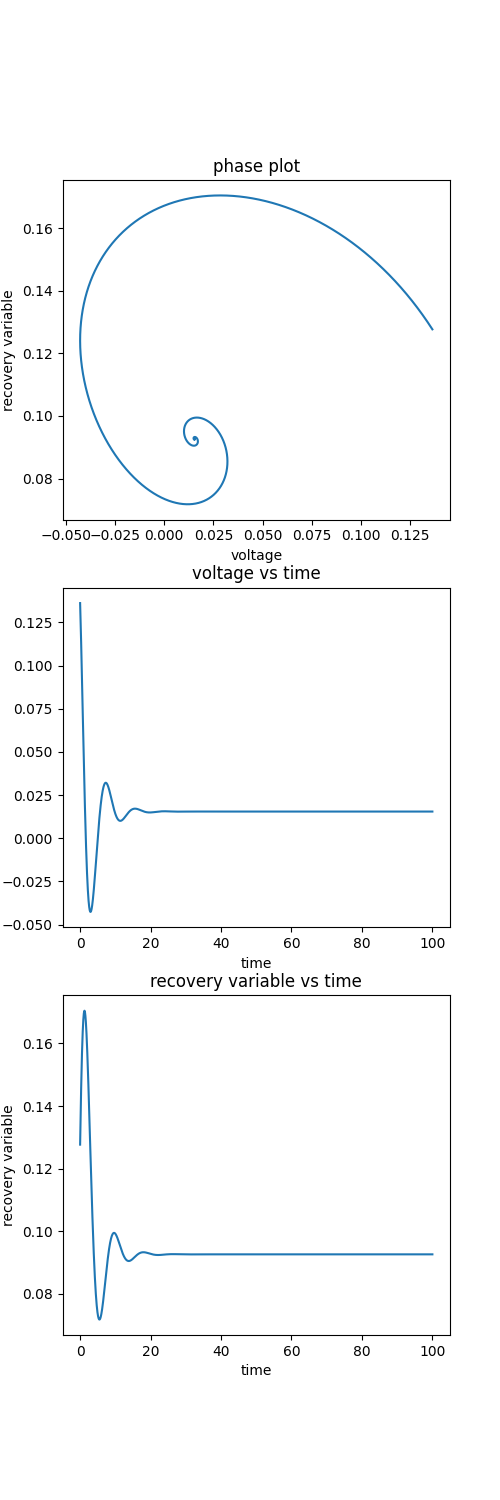 phase plot
0.16
0.14
0.12
0.10
0.08
recovery variable
−0.050 −0.025 0.000 0.025 0.050 0.075 0.100 0.125
voltage
voltage vs time
0.125
0.100
0.075
0.050
0.025
0.000
−0.025
−0.050
0 20 40 60 80 100
time
recovery variable vs time
0.16
0.14
0.12
0.10
0.08
recovery variable
0 20 40 60 80 100
time